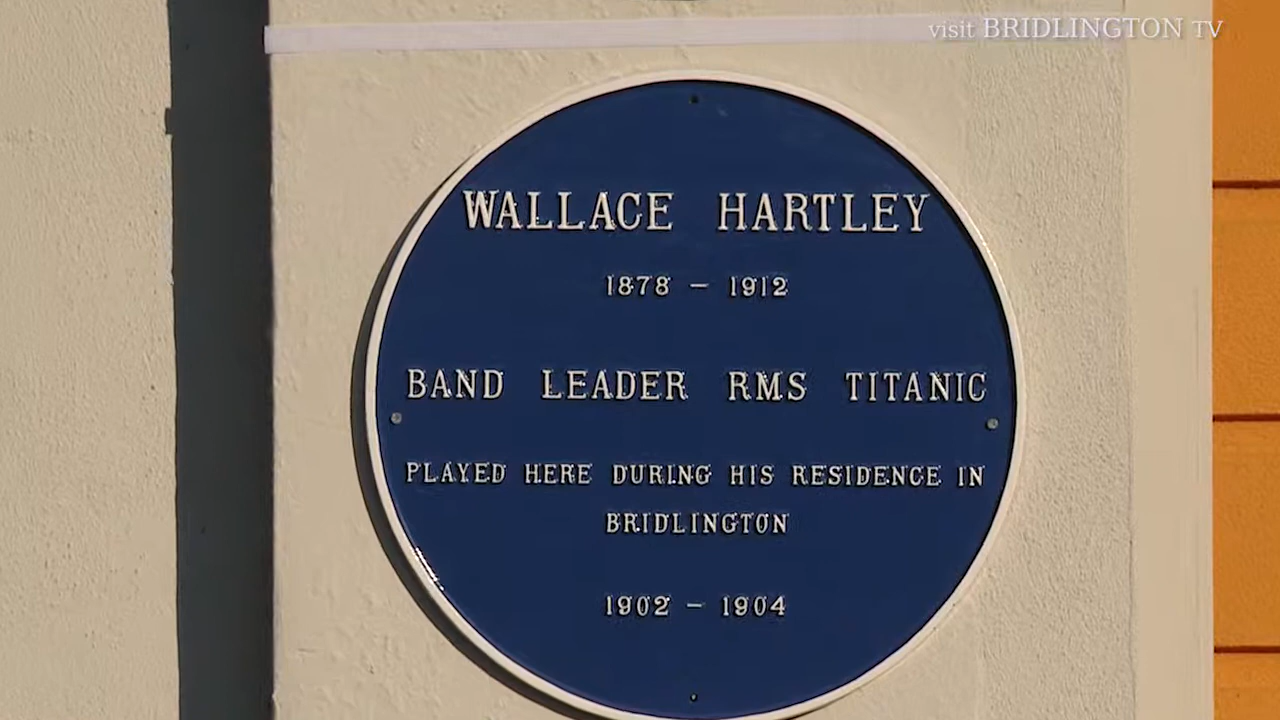 visit BRIDLINGTON TV
WALLACE HARTLEY
1878 - 1912
BAND LEADER RMS TITANIC
PLAYED HERE DURING HIS RESIDENCE IN
BRIDLINGTON
1902 - 1904